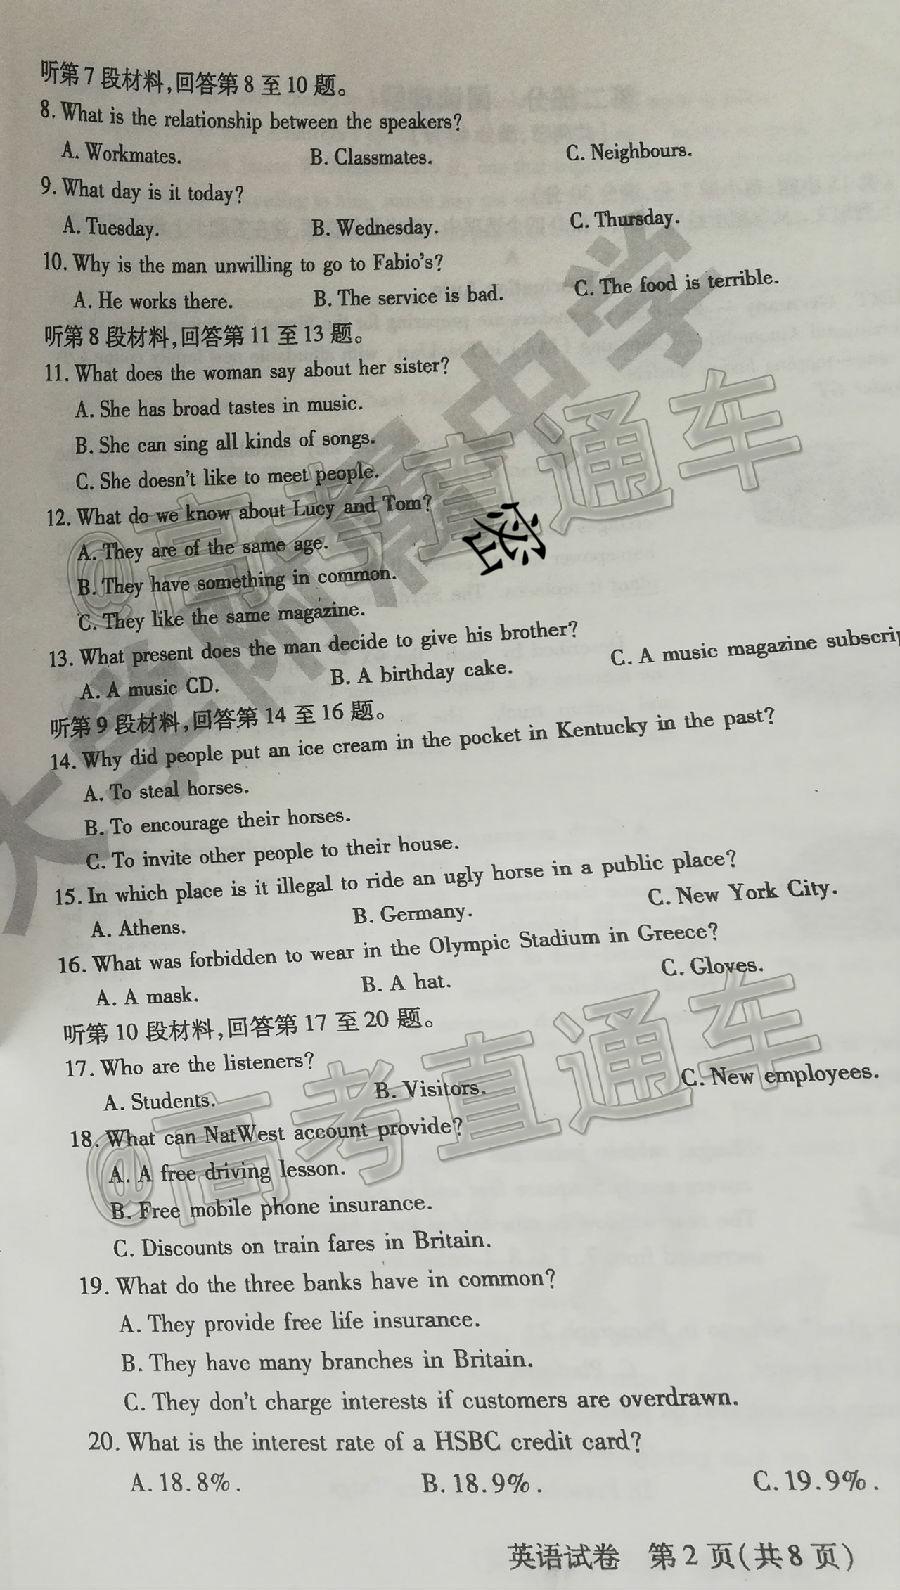 听第7段材料,回答第8至10题。
8. What is the relationship between the speakers?
A. Workmates. B. Classmates. C. Neighbours.
9. What day is it today?
A. Tuesday. B. Wednesday. C. Thursday.
10. Why is the man unwilling to go to Fabio's?
A. He works there. B. The service is bad. C. The food is terrible.
听第8段材料,回答第11至13题。
11. What does the woman say about her sister?
A. She has broad tastes in music.
B. She can sing all kinds of songs.
C. She doesn't like to meet people.
12. What do we know about Lucy and Tom?
A. They are of the same age.
B. They have something in common.
C. They like the same magazine.
13. What present does the man decide to give his brother?
A. A music CD. B. A birthday cake. C. A music magazine subscrip
听第9段材料,回答第14至16题。
14. Why did people put an ice cream in the pocket in Kentucky in the past?
A. To steal horses.
B. To encourage their horses.
C. To invite other people to their house.
15. In which place is it illegal to ride an ugly horse in a public place?
A. Athens. B. Germany. C. New York City.
16. What was forbidden to wear in the Olympic Stadium in Greece?
A. A mask. B. A hat. C. Gloves.
听第10段材料,回答第17至20题。
17. Who are the listeners?
A. Students. B. Visitors. C. New employees.
18. What can NatWest account provide?
A. A free driving lesson.
B. Free mobile phone insurance.
C. Discounts on train fares in Britain.
19. What do the three banks have in common?
A. They provide free life insurance.
B. They have many branches in Britain.
C. They don't charge interests if customers are overdrawn.
20. What is the interest rate of a HSBC credit card?
A. 18.8%. B. 18.9%. C. 19.9%.
英语试卷 第2页(共8页)
@高考直通车
@高考直通车
密